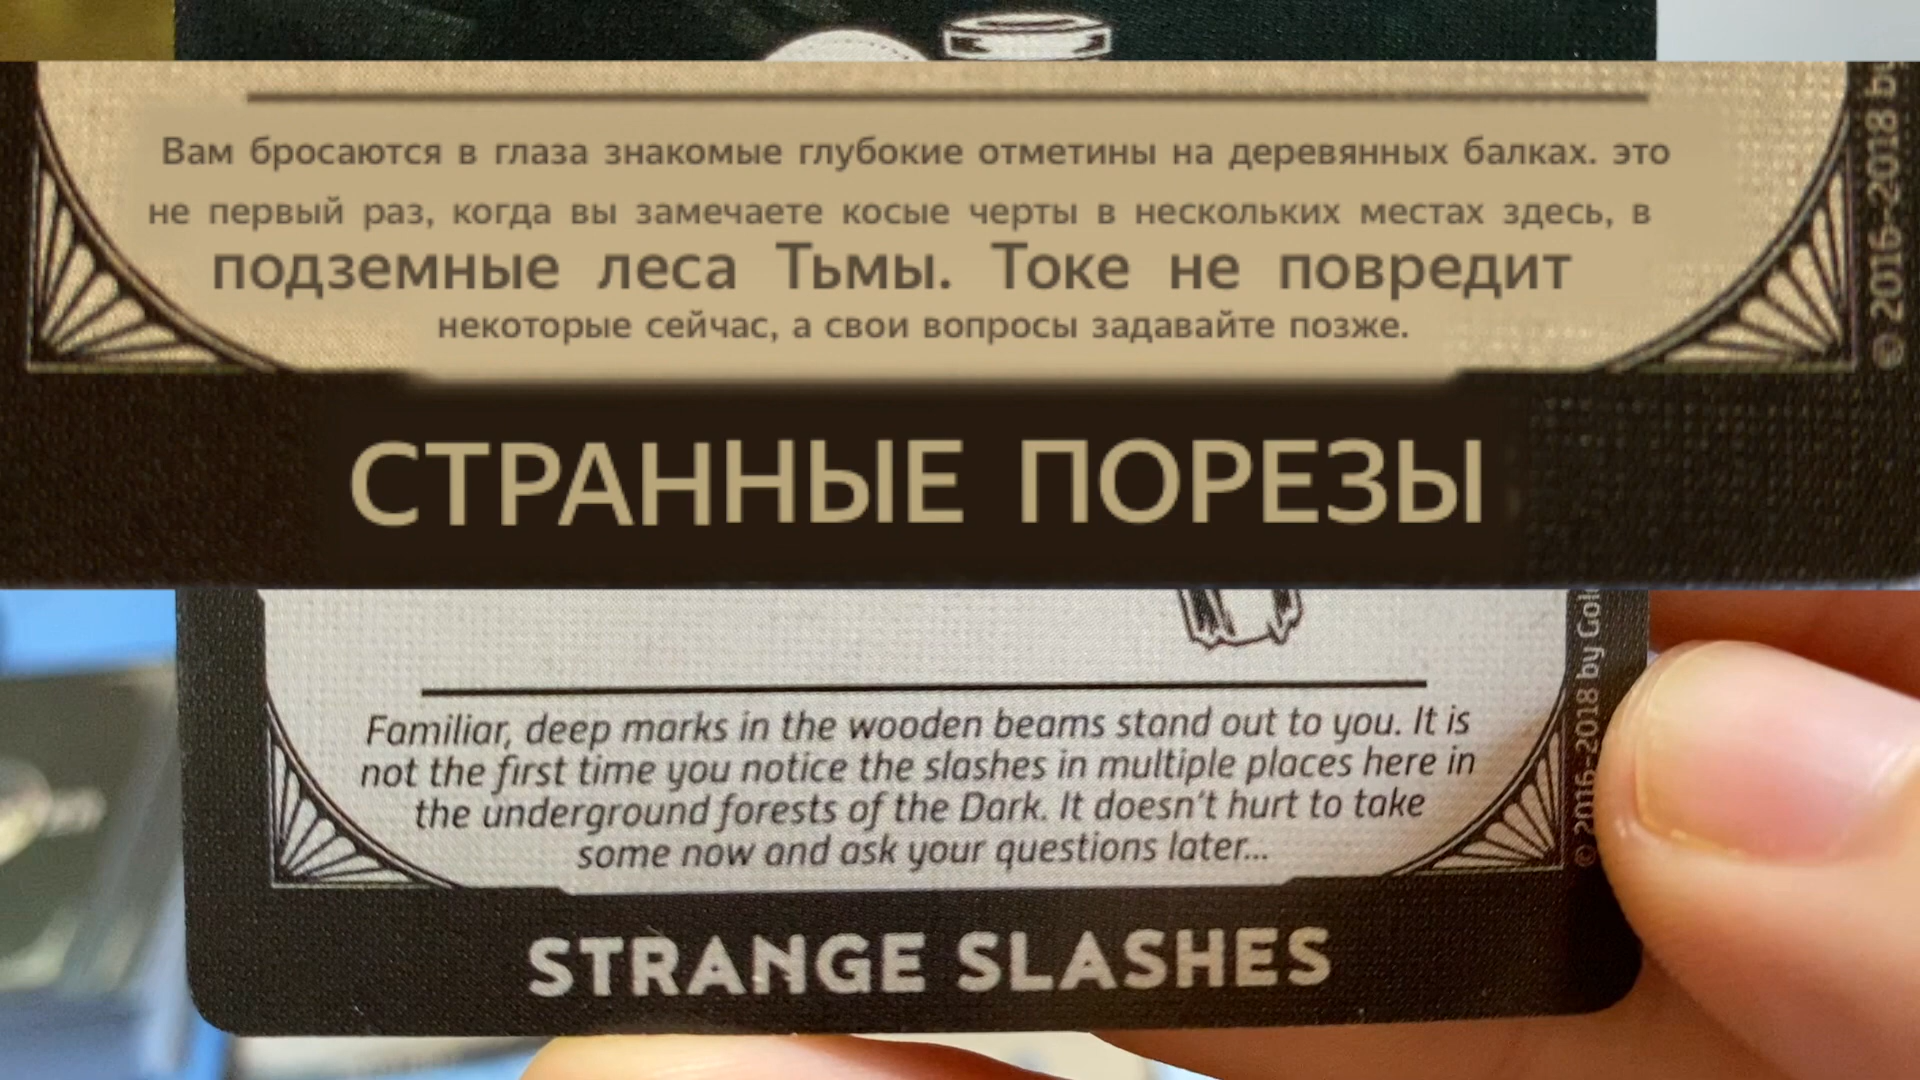 Вам бросаются в глаза знакомые глубокие отметины на деревянных балках. это
не первый раз, когда вы замечаете косые черты в нескольких местах здесь, в
подземные леса Тьмы. Токе не повредит
некоторые сейчас, а свои вопросы задавайте позже.
СТРАННЫЕ ПОРЕЗЫ
© 2016-2018 by
Familiar, deep marks in the wooden beams stand out to you. It is
not the first time you notice the slashes in multiple places here in
the underground forests of the Dark. It doesn't hurt to take
some now and ask your questions later...
STRANGE SLASHES
© 2016-2018 by